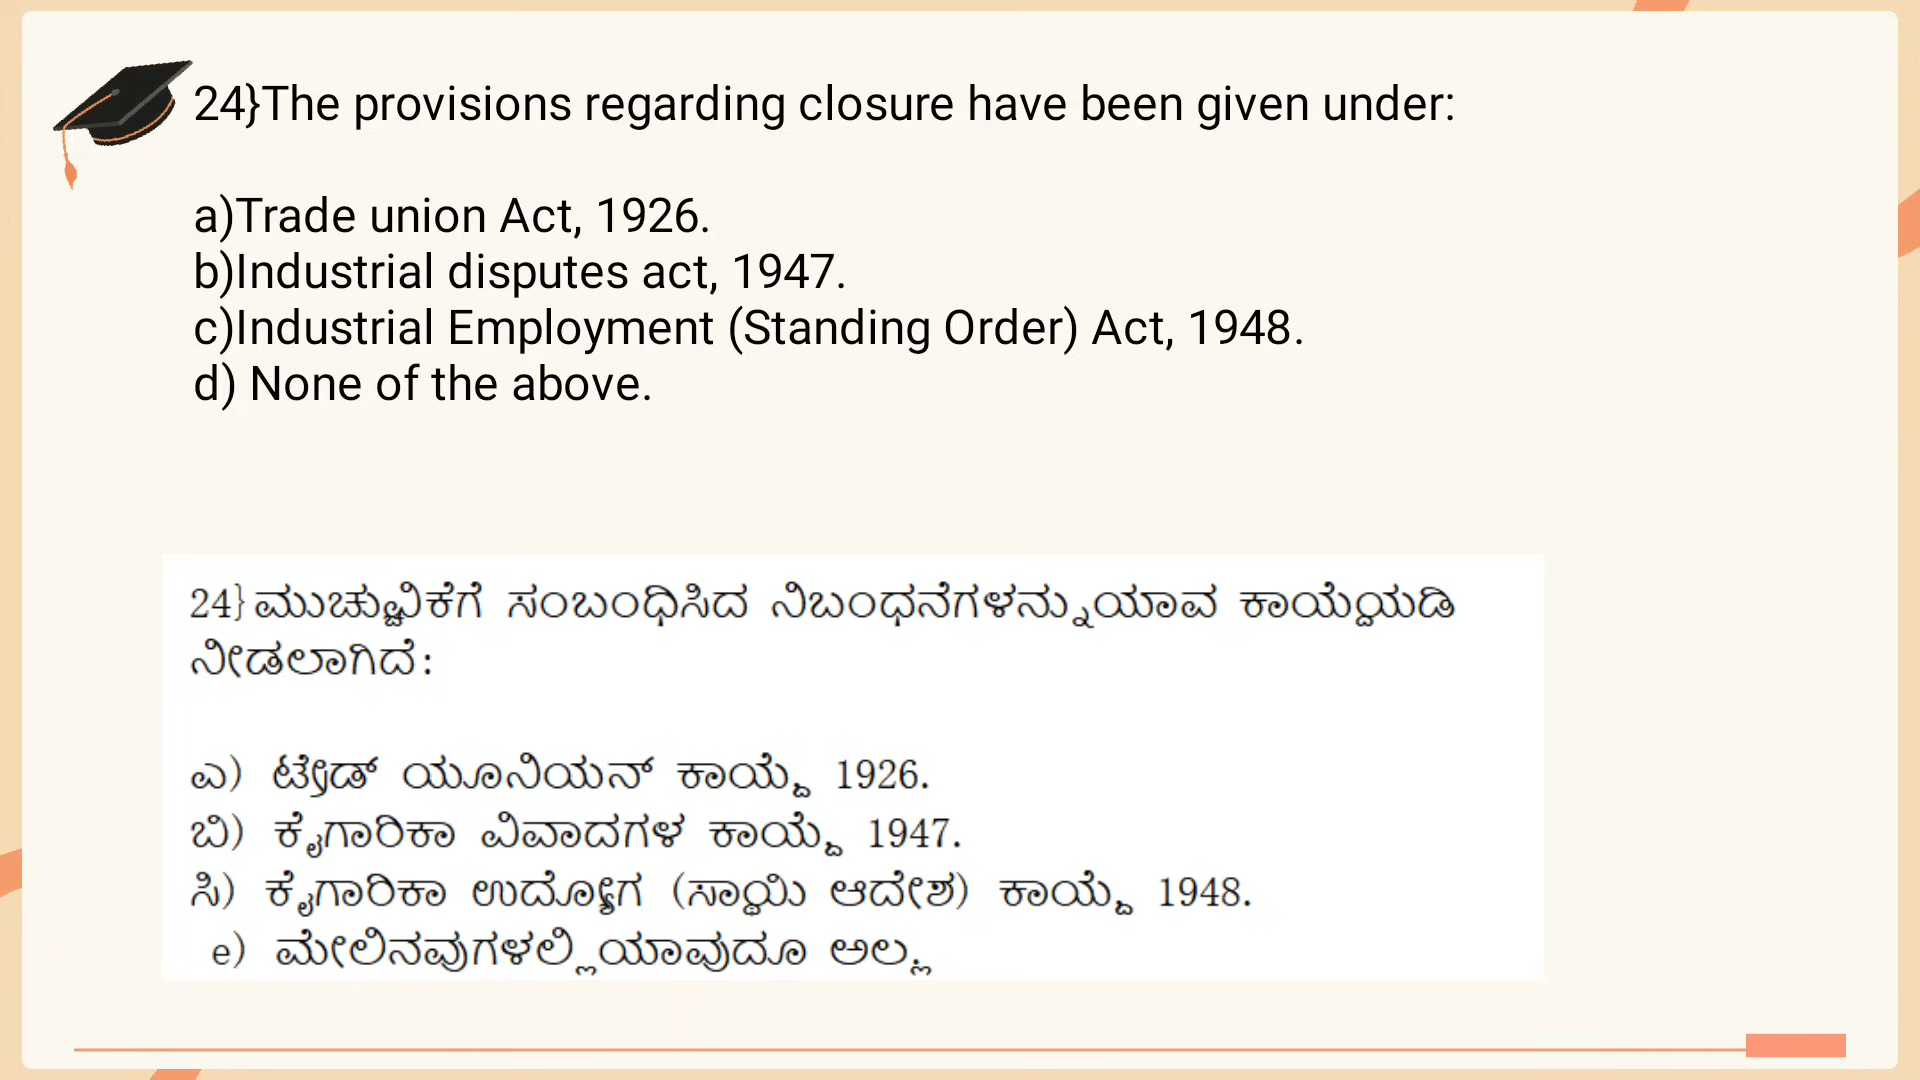 24}The provisions regarding closure have been given under:
a)Trade union Act, 1926.
b)Industrial disputes act, 1947.
c)Industrial Employment (Standing Order) Act, 1948.
d) None of the above.
24}ಮುಚ್ಚುವಿಕೆಗೆ ಸಂಬಂಧಿಸಿದ ನಿಬಂಧನೆಗಳನ್ನುಯಾವ ಕಾಯ್ದೆಯಡಿ
ನೀಡಲಾಗಿದೆ:
ಎ) ಟ್ರೇಡ್ ಯೂನಿಯನ್ ಕಾಯ್ದೆ 1926.
ಬಿ) ಕೈಗಾರಿಕಾ ವಿವಾದಗಳ ಕಾಯ್ದೆ 1947.
ಸಿ) ಕೈಗಾರಿಕಾ ಉದ್ಯೋಗ (ಸ್ಥಾಯಿ ಆದೇಶ) ಕಾಯ್ದೆ 1948.
e) ಮೇಲಿನವುಗಳಲ್ಲಿಯಾವುದೂ ಅಲ್ಲ